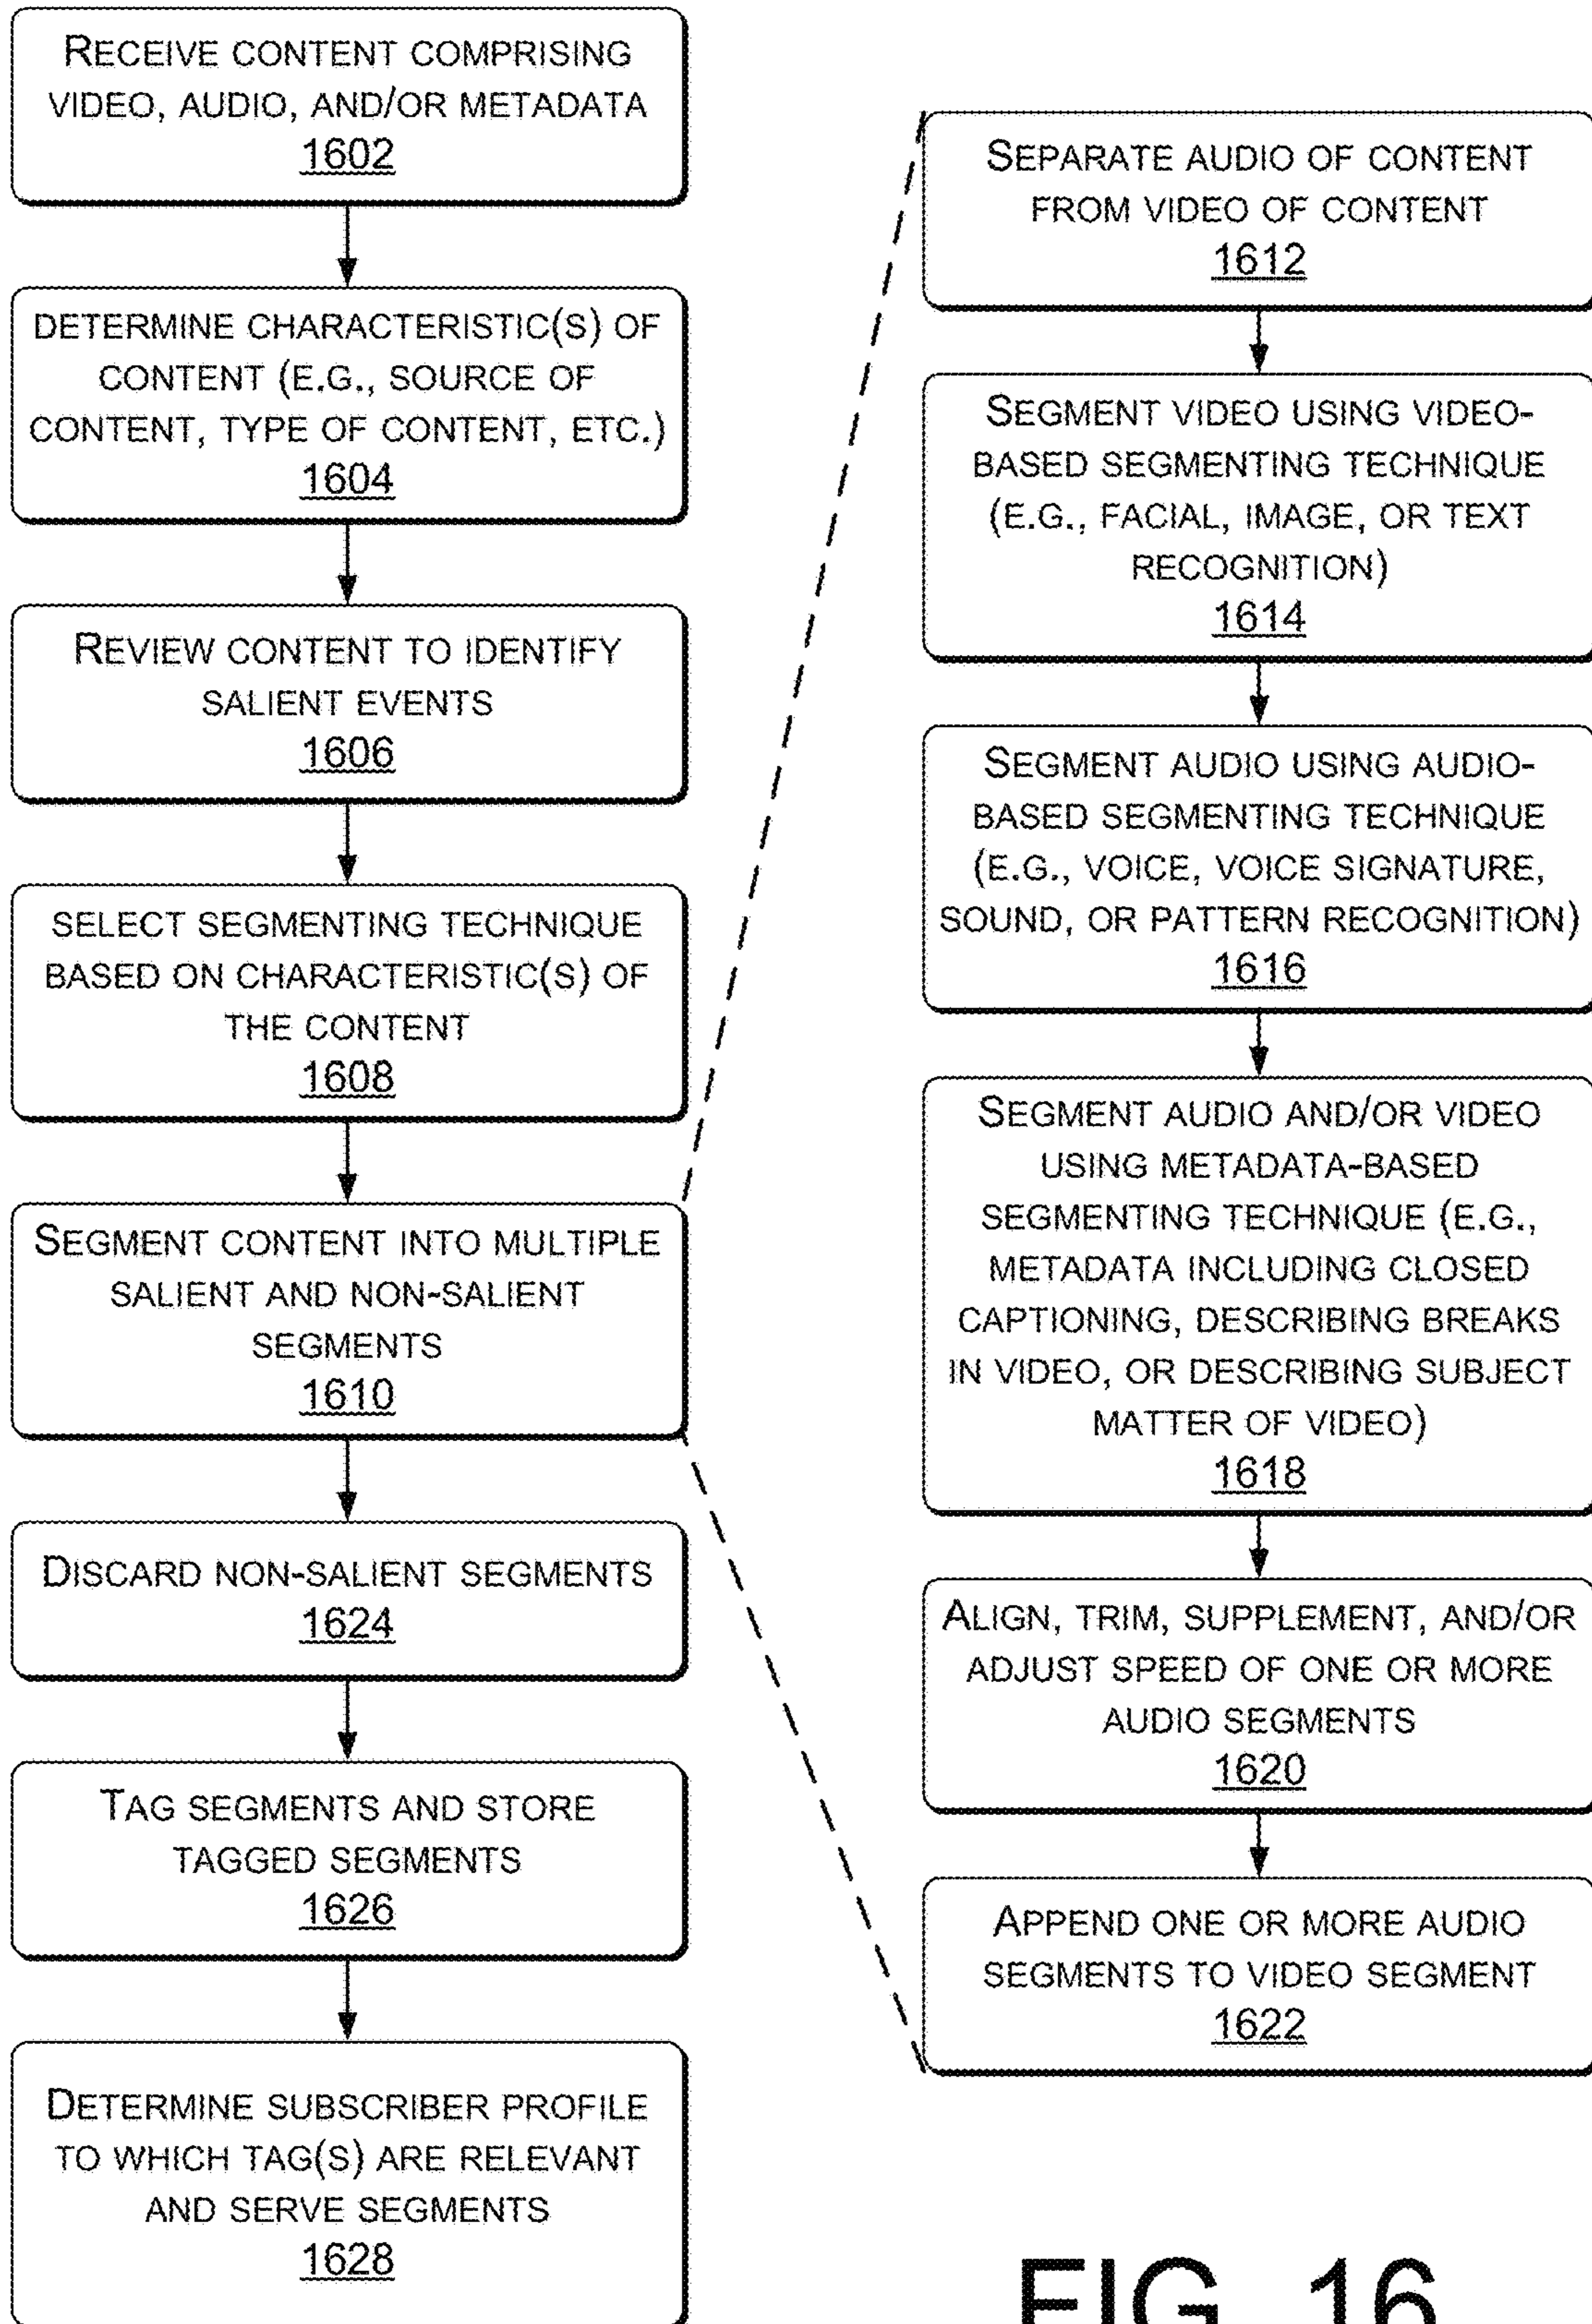 RECEIVE CONTENT COMPRISING
VIDEO, AUDIO, AND/OR METADATA
1602
DETERMINE CHARACTERISTIC(S) OF
CONTENT (E.G., SOURCE OF
CONTENT, TYPE OF CONTENT, ETC.)
1604
REVIEW CONTENT TO IDENTIFY
SALIENT EVENTS
1606
SELECT SEGMENTING TECHNIQUE
BASED ON CHARACTERISTIC(S) OF
THE CONTENT
1608
SEGMENT CONTENT INTO MULTIPLE
SALIENT AND NON-SALIENT
SEGMENTS
1610
DISCARD NON-SALIENT SEGMENTS
1624
TAG SEGMENTS AND STORE
TAGGED SEGMENTS
1626
DETERMINE SUBSCRIBER PROFILE
TO WHICH TAG(S) ARE RELEVANT
AND SERVE SEGMENTS
1628
SEPARATE AUDIO OF CONTENT
FROM VIDEO OF CONTENT
1612
SEGMENT VIDEO USING VIDEO-
BASED SEGMENTING TECHNIQUE
(E.G., FACIAL, IMAGE, OR TEXT
RECOGNITION)
1614
SEGMENT AUDIO USING AUDIO-
BASED SEGMENTING TECHNIQUE
(E.G., VOICE, VOICE SIGNATURE,
SOUND, OR PATTERN RECOGNITION)
1616
SEGMENT AUDIO AND/OR VIDEO
USING METADATA-BASED
SEGMENTING TECHNIQUE (E.G.,
METADATA INCLUDING CLOSED
CAPTIONING, DESCRIBING BREAKS
IN VIDEO, OR DESCRIBING SUBJECT
MATTER OF VIDEO)
1618
ALIGN, TRIM, SUPPLEMENT, AND/OR
ADJUST SPEED OF ONE OR MORE
AUDIO SEGMENTS
1620
APPEND ONE OR MORE AUDIO
SEGMENTS TO VIDEO SEGMENT
1622
FIG. 16